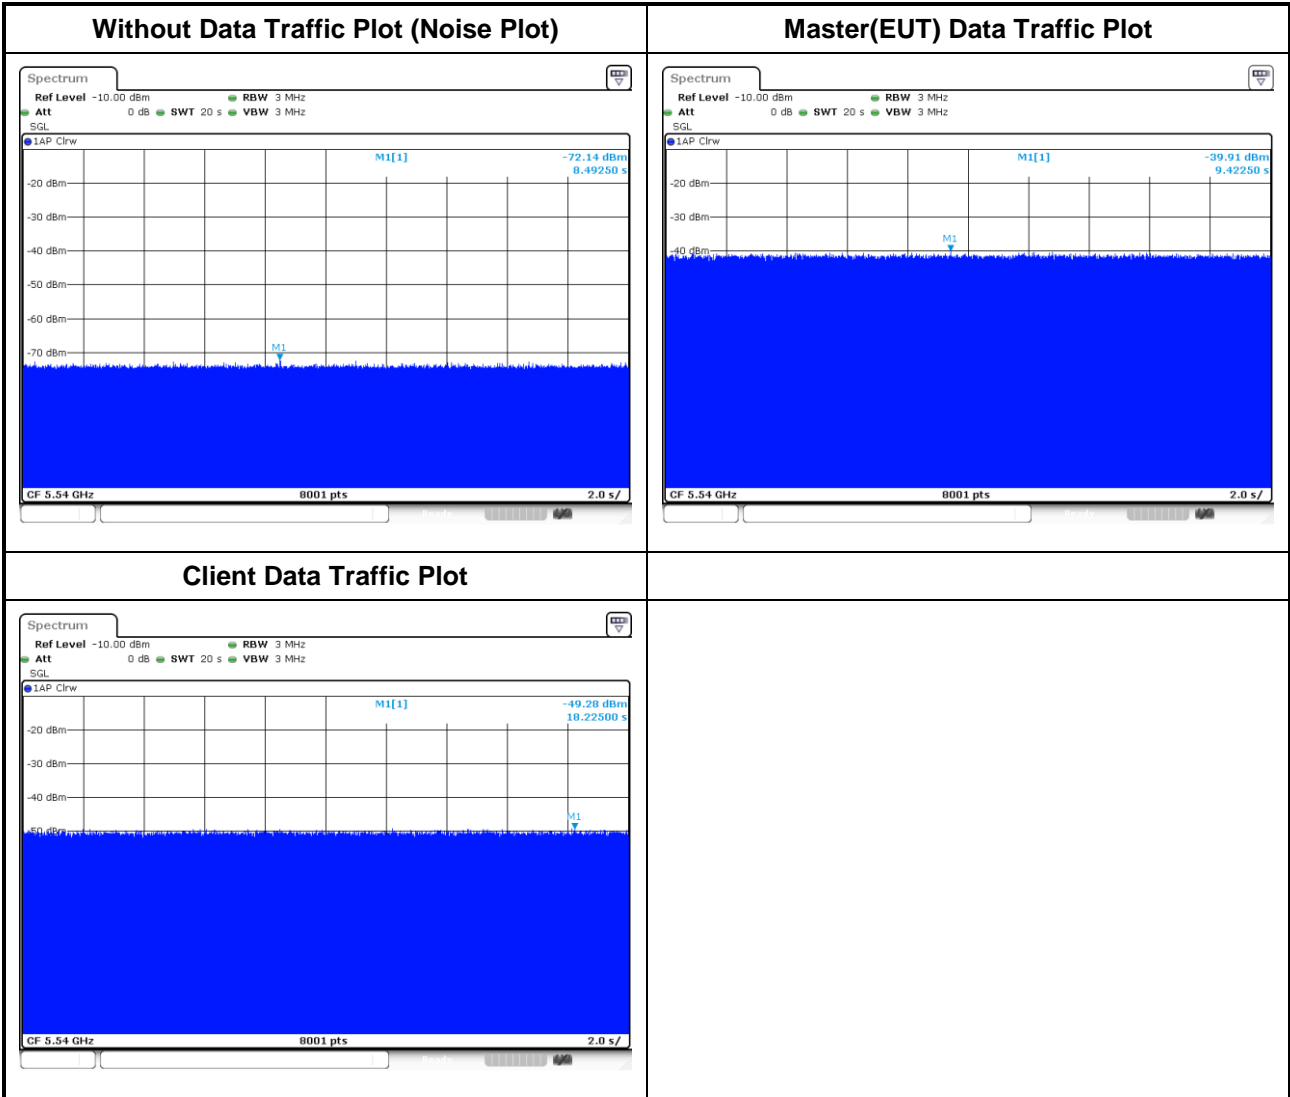 Without Data Traffic Plot (Noise Plot)
Master(EUT) Data Traffic Plot
Spectrum
Ref Level -10.00 dBm RBW 3 MHz
Att 0 dB SWT 20 s VBW 3 MHz
SGL
1AP Clrw
M1[1] -72.14 dBm
8.49250 s
-20 dBm
-30 dBm
-40 dBm
-50 dBm
-60 dBm
M1
-70 dBm
CF 5.54 GHz 8001 pts 2.0 s/
Ready
Spectrum
Ref Level -10.00 dBm RBW 3 MHz
Att 0 dB SWT 20 s VBW 3 MHz
SGL
1AP Clrw
M1[1] -39.91 dBm
9.42250 s
-20 dBm
-30 dBm
M1
-40 dBm
CF 5.54 GHz 8001 pts 2.0 s/
Ready
Client Data Traffic Plot
Spectrum
Ref Level -10.00 dBm RBW 3 MHz
Att 0 dB SWT 20 s VBW 3 MHz
SGL
1AP Clrw
M1[1] -49.28 dBm
18.22500 s
-20 dBm
-30 dBm
-40 dBm
M1
-50 dBm
CF 5.54 GHz 8001 pts 2.0 s/
Ready